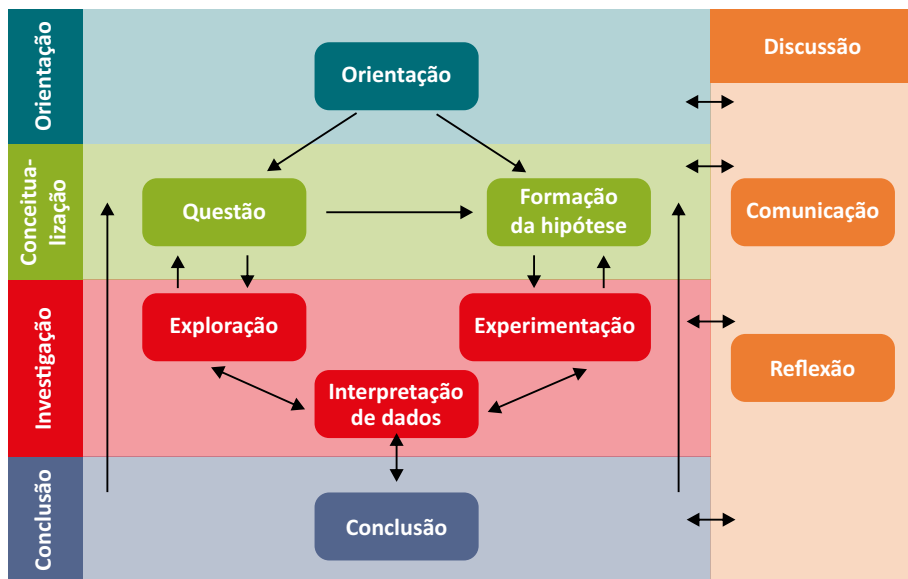 Orientação
Orientação
Discussão
Conceitua-
lização
Questão
Formação
da hipótese
Comunicação
Investigação
Exploração
Experimentação
Interpretação
de dados
Reflexão
Conclusão
Conclusão